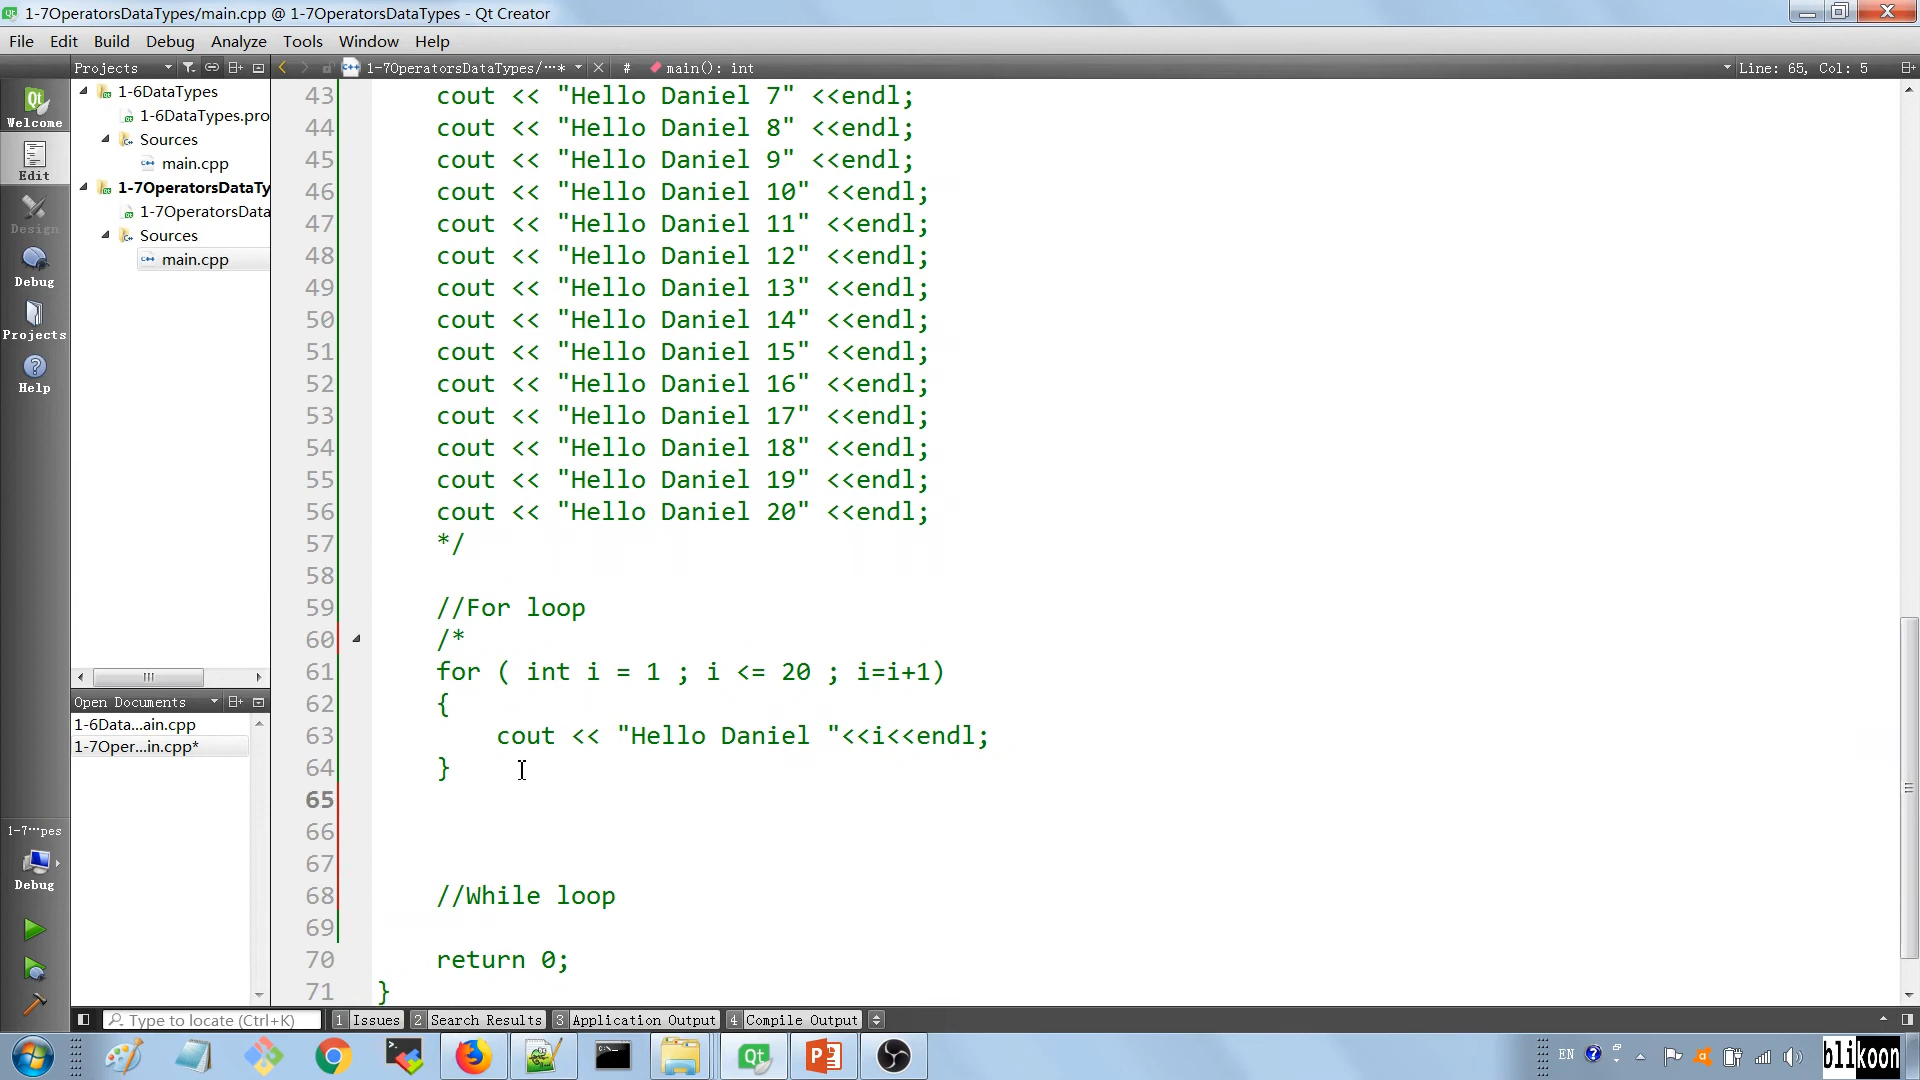 1-7OperatorsDataTypes/main.cpp @ 1-7OperatorsDataTypes - Qt Creator
File Edit Build Debug Analyze Tools Window Help
Projects
1-7OperatorsDataTypes/···*
#
main(): int
Line: 65, Col: 5
Welcome
Edit
Design
Debug
Projects
Help
1-6DataTypes
1-6DataTypes.pro
Sources
main.cpp
1-7OperatorsDataTy
1-7OperatorsData
Sources
main.cpp
Open Documents
1-6Data...ain.cpp
1-7Oper...in.cpp*
1-7···pes
Debug
43 cout << "Hello Daniel 7" <<endl;
44 cout << "Hello Daniel 8" <<endl;
45 cout << "Hello Daniel 9" <<endl;
46 cout << "Hello Daniel 10" <<endl;
47 cout << "Hello Daniel 11" <<endl;
48 cout << "Hello Daniel 12" <<endl;
49 cout << "Hello Daniel 13" <<endl;
50 cout << "Hello Daniel 14" <<endl;
51 cout << "Hello Daniel 15" <<endl;
52 cout << "Hello Daniel 16" <<endl;
53 cout << "Hello Daniel 17" <<endl;
54 cout << "Hello Daniel 18" <<endl;
55 cout << "Hello Daniel 19" <<endl;
56 cout << "Hello Daniel 20" <<endl;
57 */
58
59 //For loop
60 /*
61 for ( int i = 1 ; i <= 20 ; i=i+1)
62 {
63 cout << "Hello Daniel "<<i<<endl;
64 }
65
66
67
68 //While loop
69
70 return 0;
71 }
Type to locate (Ctrl+K)
1 Issues 2 Search Results 3 Application Output 4 Compile Output
EN
blikoon